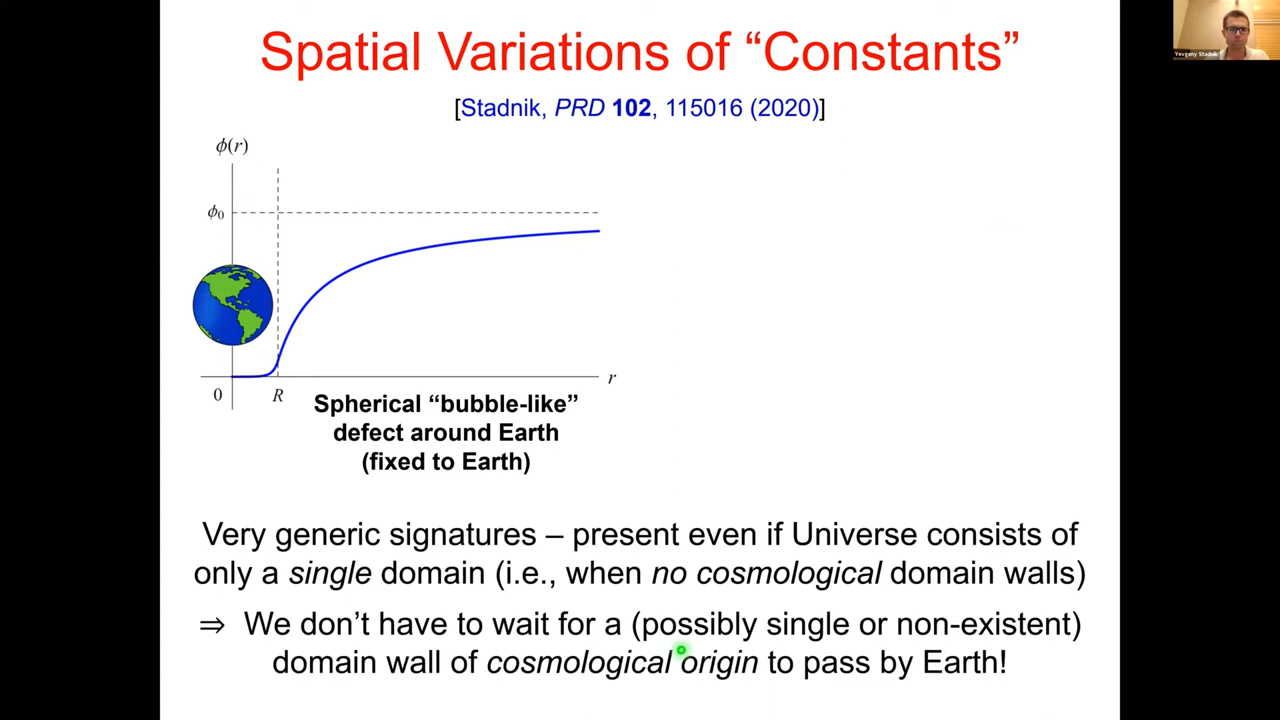 Spatial Variations of “Constants”
[Stadnik, PRD 102, 115016 (2020)]
Yevgeny Stadnik
ϕ(r)
ϕ₀
0
R
r
Spherical “bubble-like”
defect around Earth
(fixed to Earth)
Very generic signatures – present even if Universe consists of
only a single domain (i.e., when no cosmological domain walls)
⇒ We don’t have to wait for a (possibly single or non-existent)
domain wall of cosmological origin to pass by Earth!